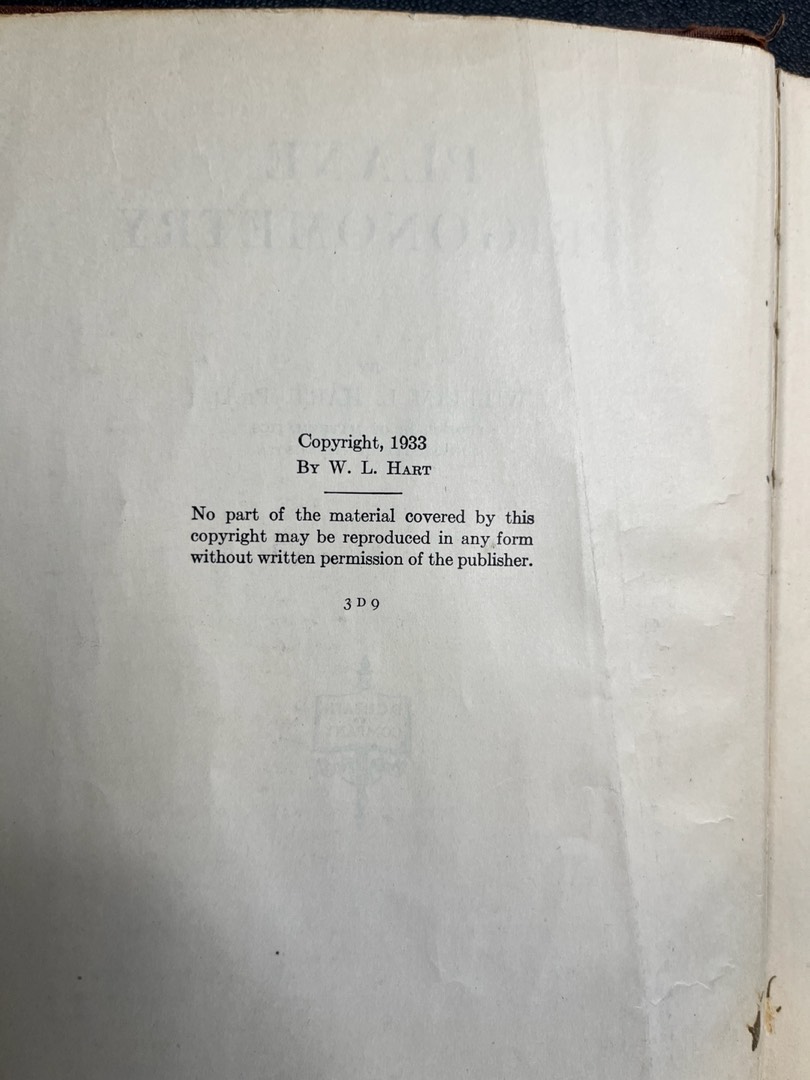 Copyright, 1933
BY W. L. HART
No part of the material covered by this
copyright may be reproduced in any form
without written permission of the publisher.
3 D 9